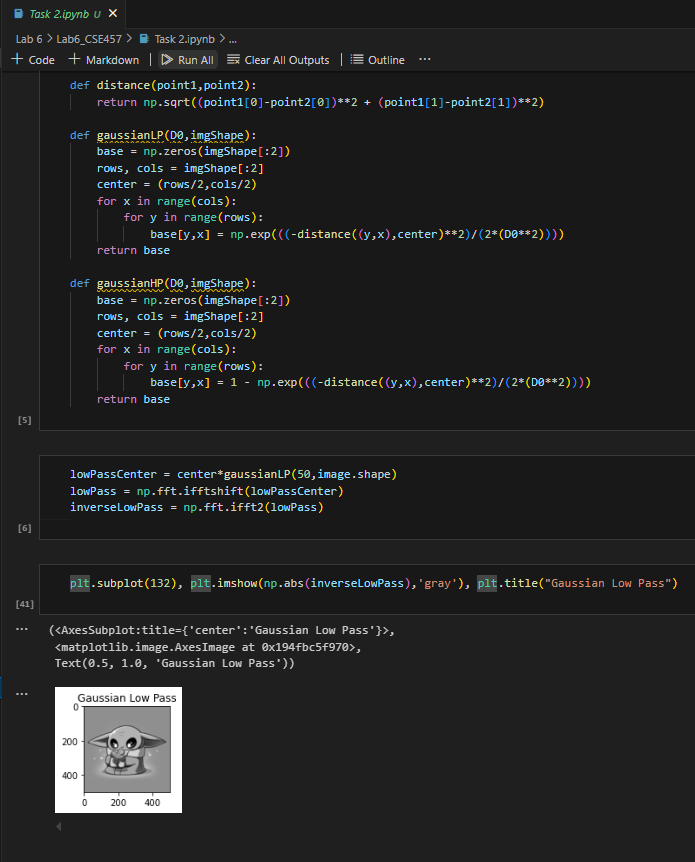 Task 2.ipynb U ×
Lab 6 > Lab6_CSE457 > Task 2.ipynb > ...
+ Code + Markdown | Run All Clear All Outputs | Outline ...
def distance(point1,point2):
    return np.sqrt((point1[0]-point2[0])**2 + (point1[1]-point2[1])**2)
def gaussianLP(D0,imgShape):
    base = np.zeros(imgShape[:2])
    rows, cols = imgShape[:2]
    center = (rows/2,cols/2)
    for x in range(cols):
        for y in range(rows):
            base[y,x] = np.exp(((-distance((y,x),center)**2)/(2*(D0**2))))
    return base
def gaussianHP(D0,imgShape):
    base = np.zeros(imgShape[:2])
    rows, cols = imgShape[:2]
    center = (rows/2,cols/2)
    for x in range(cols):
        for y in range(rows):
            base[y,x] = 1 - np.exp(((-distance((y,x),center)**2)/(2*(D0**2))))
    return base
[5]
lowPassCenter = center*gaussianLP(50,image.shape)
lowPass = np.fft.ifftshift(lowPassCenter)
inverseLowPass = np.fft.ifft2(lowPass)
[6]
plt.subplot(132), plt.imshow(np.abs(inverseLowPass),'gray'), plt.title("Gaussian Low Pass")
[41]
... (<AxesSubplot:title={'center':'Gaussian Low Pass'}>,
<matplotlib.image.AxesImage at 0x194fbc5f970>,
Text(0.5, 1.0, 'Gaussian Low Pass'))
...
Gaussian Low Pass
0
200
400
0 200 400